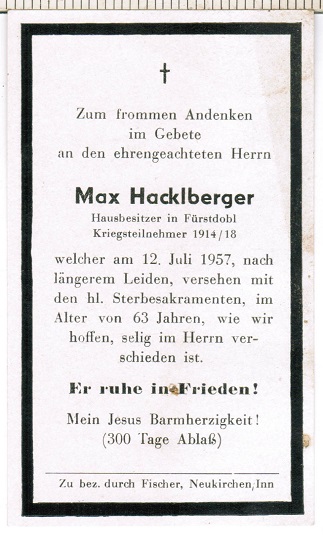 Zum frommen Andenken
im Gebete
an den ehrengeachteten Herrn
Max Hacklberger
Hausbesitzer in Fürstdobl
Kriegsteilnehmer 1914/18
welcher am 12. Juli 1957, nach
längerem Leiden, versehen mit
den hl. Sterbesakramenten, im
Alter von 63 Jahren, wie wir
hoffen, selig im Herrn ver-
schieden ist.
Er ruhe in Frieden!
Mein Jesus Barmherzigkeit!
(300 Tage Ablaß)
Zu bez. durch Fischer, Neukirchen/Inn